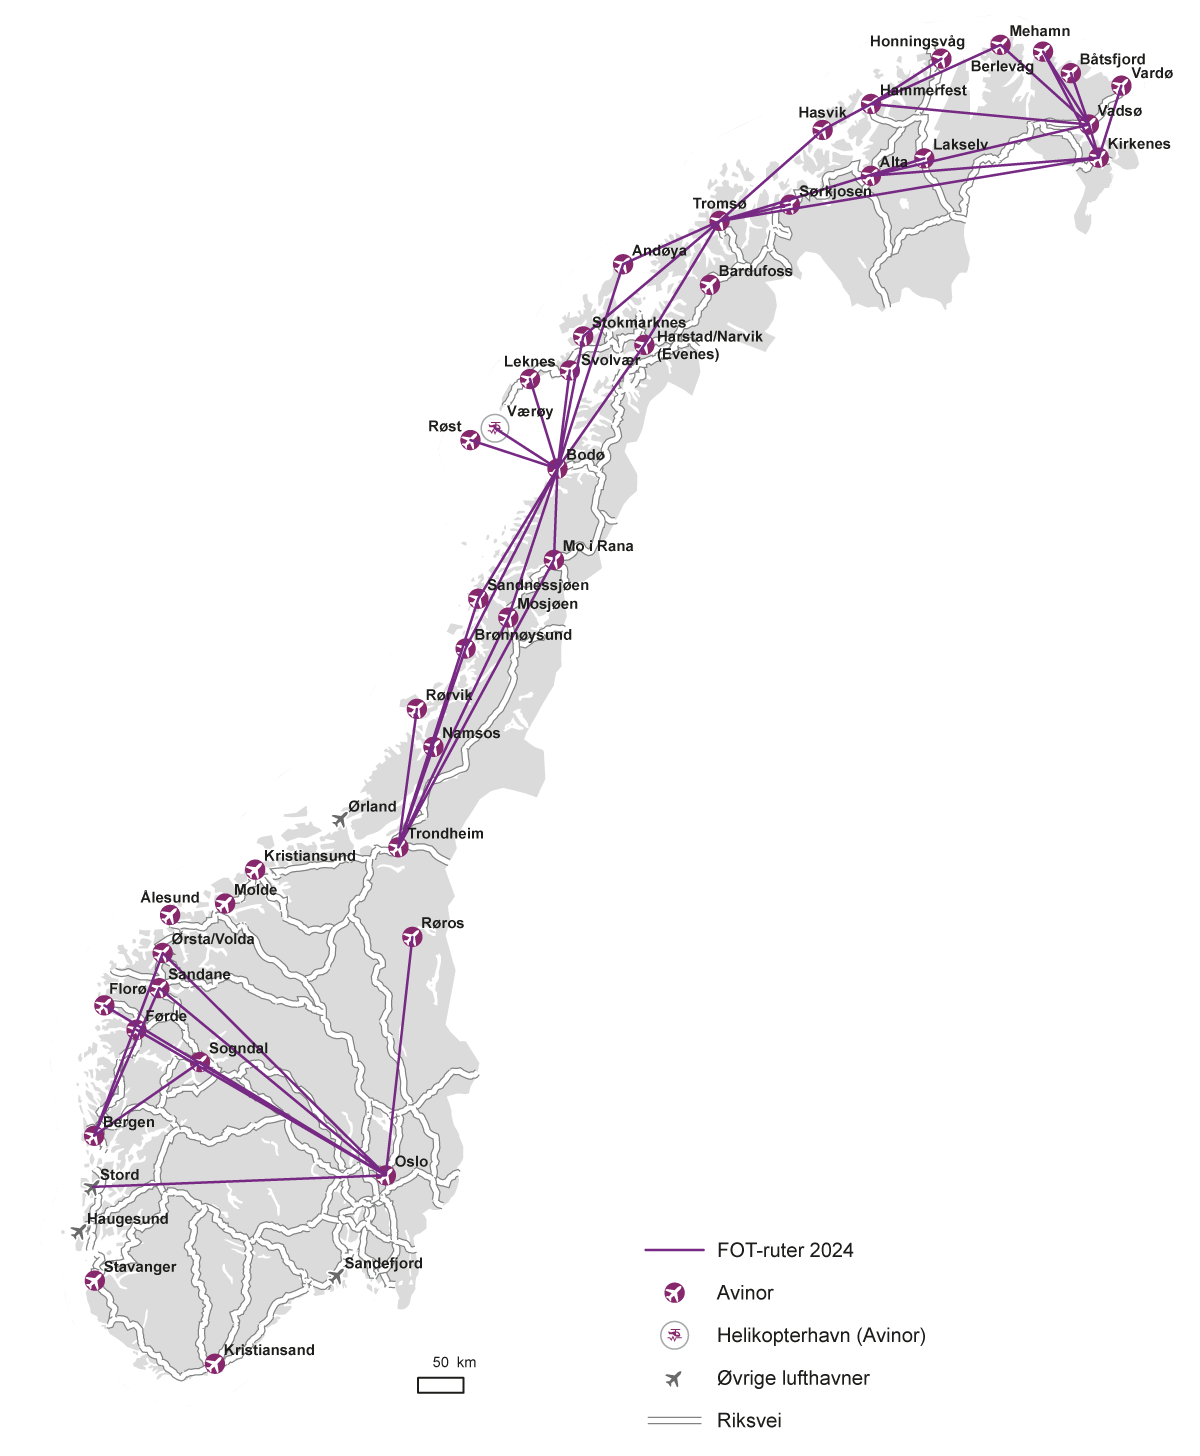 Mehamn
Honningsvåg
Berlevåg
Båtsfjord
Vardø
Hammerfest
Hasvik
Vadsø
Kirkenes
Lakselv
Alta
Sørkjosen
Tromsø
Andøya
Bardufoss
Stokmarknes
Harstad/Narvik
(Evenes)
Svolvær
Leknes
Værøy
Røst
Bodø
Mo i Rana
Sandnessjøen
Mosjøen
Brønnøysund
Rørvik
Namsos
Ørland
Trondheim
Kristiansund
Molde
Ålesund
Røros
Ørsta/Volda
Sandane
Florø
Førde
Sogndal
Bergen
Oslo
Stord
Haugesund
Stavanger
Sandefjord
Kristiansand
50 km
FOT-ruter 2024
Avinor
Helikopterhavn (Avinor)
Øvrige lufthavner
Riksvei